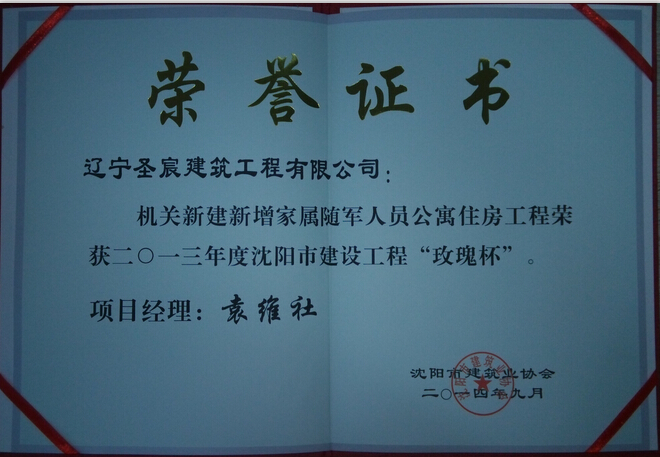 荣誉证书
辽宁圣宸建筑工程有限公司：
机关新建新增家属随军人员公寓住房工程荣
获二〇一三年度沈阳市建设工程“玫瑰杯”。
项目经理：袁维社
沈阳市建筑业协会
二〇一四年九月